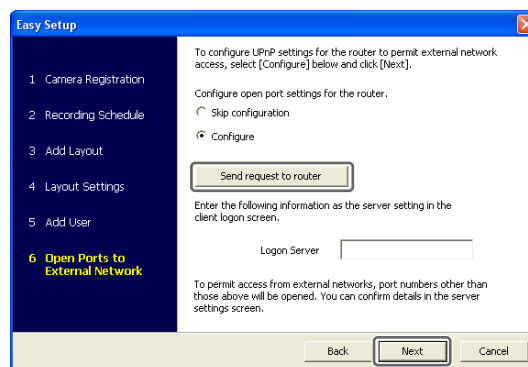 Easy Setup
1 Camera Registration
2 Recording Schedule
3 Add Layout
4 Layout Settings
5 Add User
6 Open Ports to
External Network
To configure UPnP settings for the router to permit external network
access, select [Configure] below and click [Next].
Configure open port settings for the router.
Skip configuration
Configure
Send request to router
Enter the following information as the server setting in the
client logon screen.
Logon Server
To permit access from external networks, port numbers other than
those above will be opened. You can confirm details in the server
settings screen.
Back Next Cancel